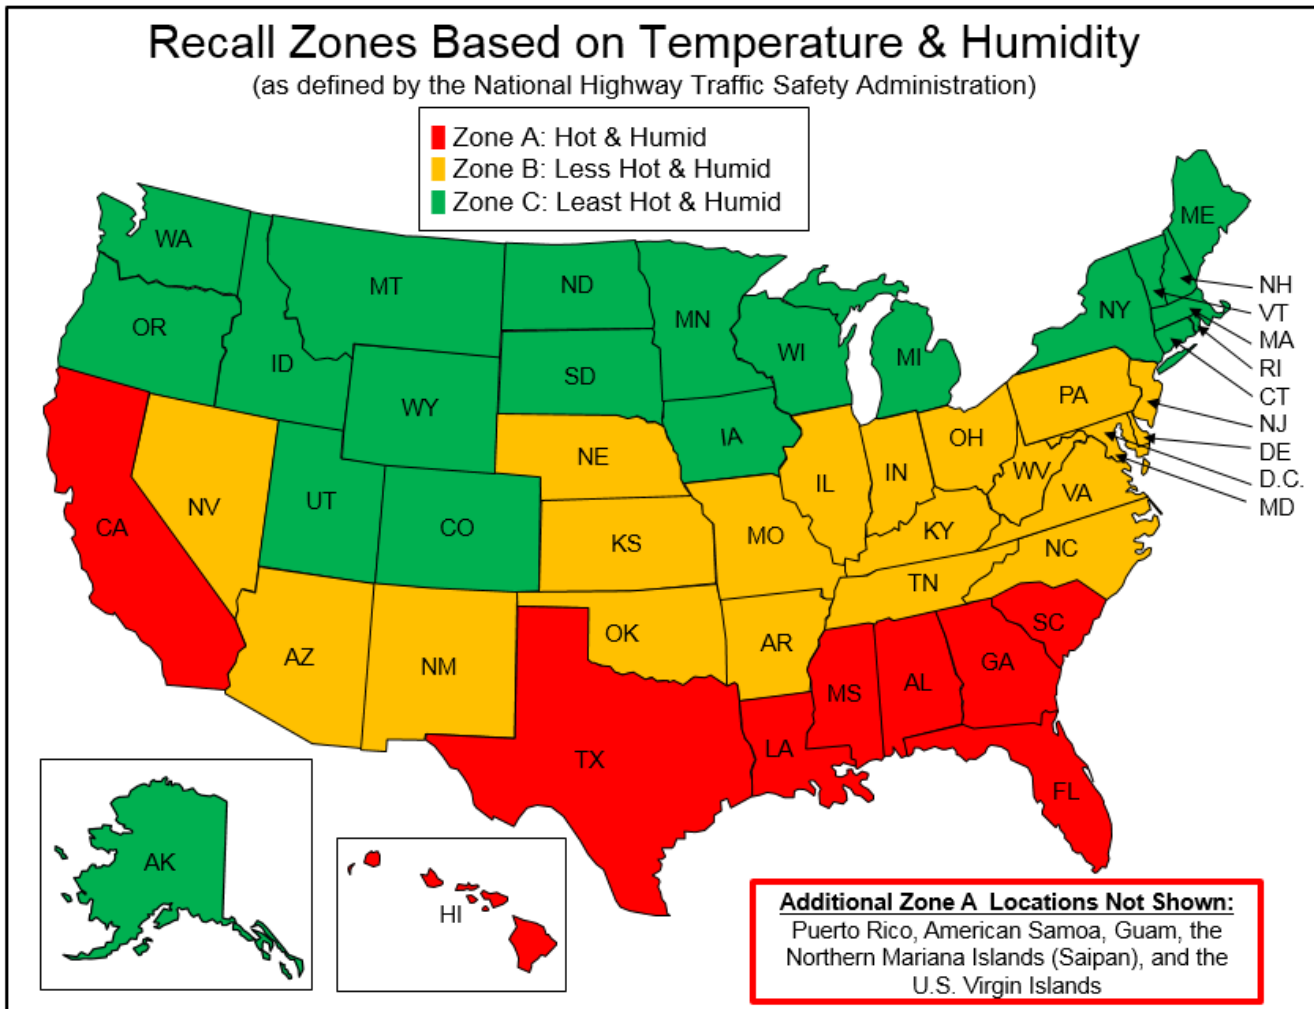 Recall Zones Based on Temperature & Humidity
(as defined by the National Highway Traffic Safety Administration)
Zone A: Hot & Humid
Zone B: Less Hot & Humid
Zone C: Least Hot & Humid
WA
MT
ND
MN
ME
OR
ID
WY
SD
WI
MI
NY
NH
VT
MA
RI
CT
NJ
DE
D.C.
MD
CA
NV
UT
CO
NE
IA
IL
IN
OH
PA
WV
VA
KS
MO
KY
NC
TN
AZ
NM
OK
AR
SC
GA
AL
MS
LA
TX
FL
AK
HI
Additional Zone A Locations Not Shown:
Puerto Rico, American Samoa, Guam, the
Northern Mariana Islands (Saipan), and the
U.S. Virgin Islands